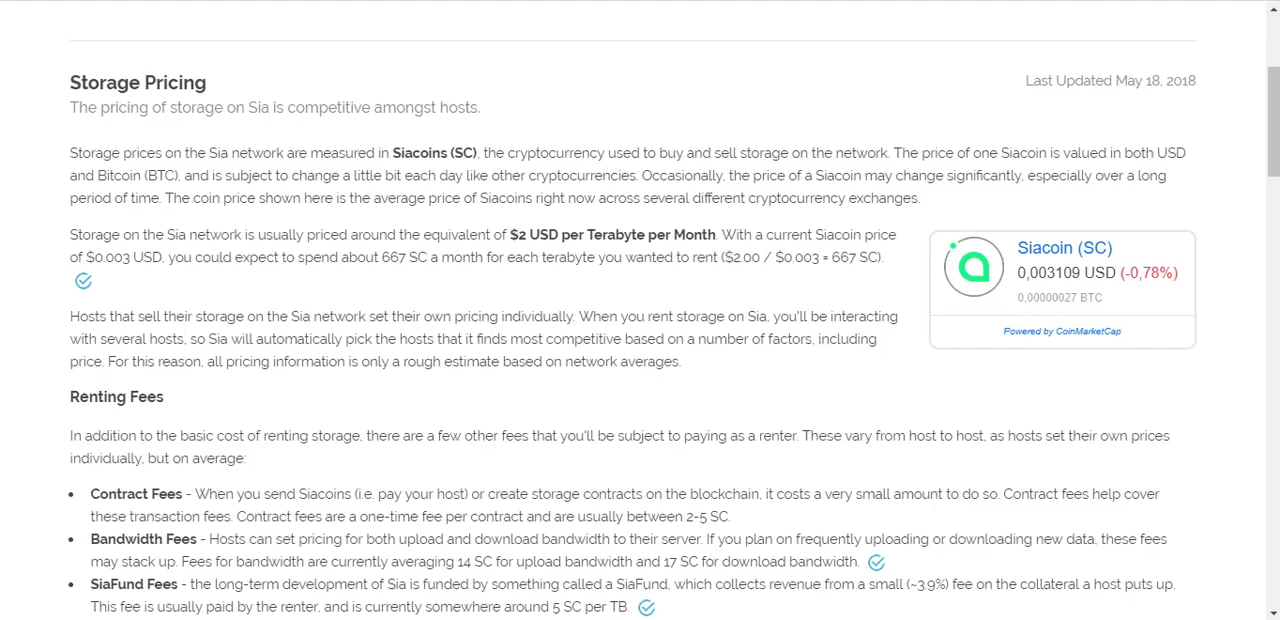 Storage Pricing
Last Updated May 18, 2018
The pricing of storage on Sia is competitive amongst hosts.
Storage prices on the Sia network are measured in Siacoins (SC), the cryptocurrency used to buy and sell storage on the network. The price of one Siacoin is valued in both USD
and Bitcoin (BTC), and is subject to change a little bit each day like other cryptocurrencies. Occasionally, the price of a Siacoin may change significantly, especially over a long
period of time. The coin price shown here is the average price of Siacoins right now across several different cryptocurrency exchanges.
Storage on the Sia network is usually priced around the equivalent of $2 USD per Terabyte per Month. With a current Siacoin price
of $0.003 USD, you could expect to spend about 667 SC a month for each terabyte you wanted to rent ($2.00 / $0.003 = 667 SC).
Siacoin (SC)
0,003109 USD (-0,78%)
0,00000027 BTC
Powered by CoinMarketCap
Hosts that sell their storage on the Sia network set their own pricing individually. When you rent storage on Sia, you'll be interacting
with several hosts, so Sia will automatically pick the hosts that it finds most competitive based on a number of factors, including
price. For this reason, all pricing information is only a rough estimate based on network averages.
Renting Fees
In addition to the basic cost of renting storage, there are a few other fees that you'll be subject to paying as a renter. These vary from host to host, as hosts set their own prices
individually, but on average:
• Contract Fees - When you send Siacoins (i.e. pay your host) or create storage contracts on the blockchain, it costs a very small amount to do so. Contract fees help cover
these transaction fees. Contract fees are a one-time fee per contract and are usually between 2-5 SC.
• Bandwidth Fees - Hosts can set pricing for both upload and download bandwidth to their server. If you plan on frequently uploading or downloading new data, these fees
may stack up. Fees for bandwidth are currently averaging 14 SC for upload bandwidth and 17 SC for download bandwidth.
• SiaFund Fees - the long-term development of Sia is funded by something called a SiaFund, which collects revenue from a small (~3.9%) fee on the collateral a host puts up.
This fee is usually paid by the renter, and is currently somewhere around 5 SC per TB.